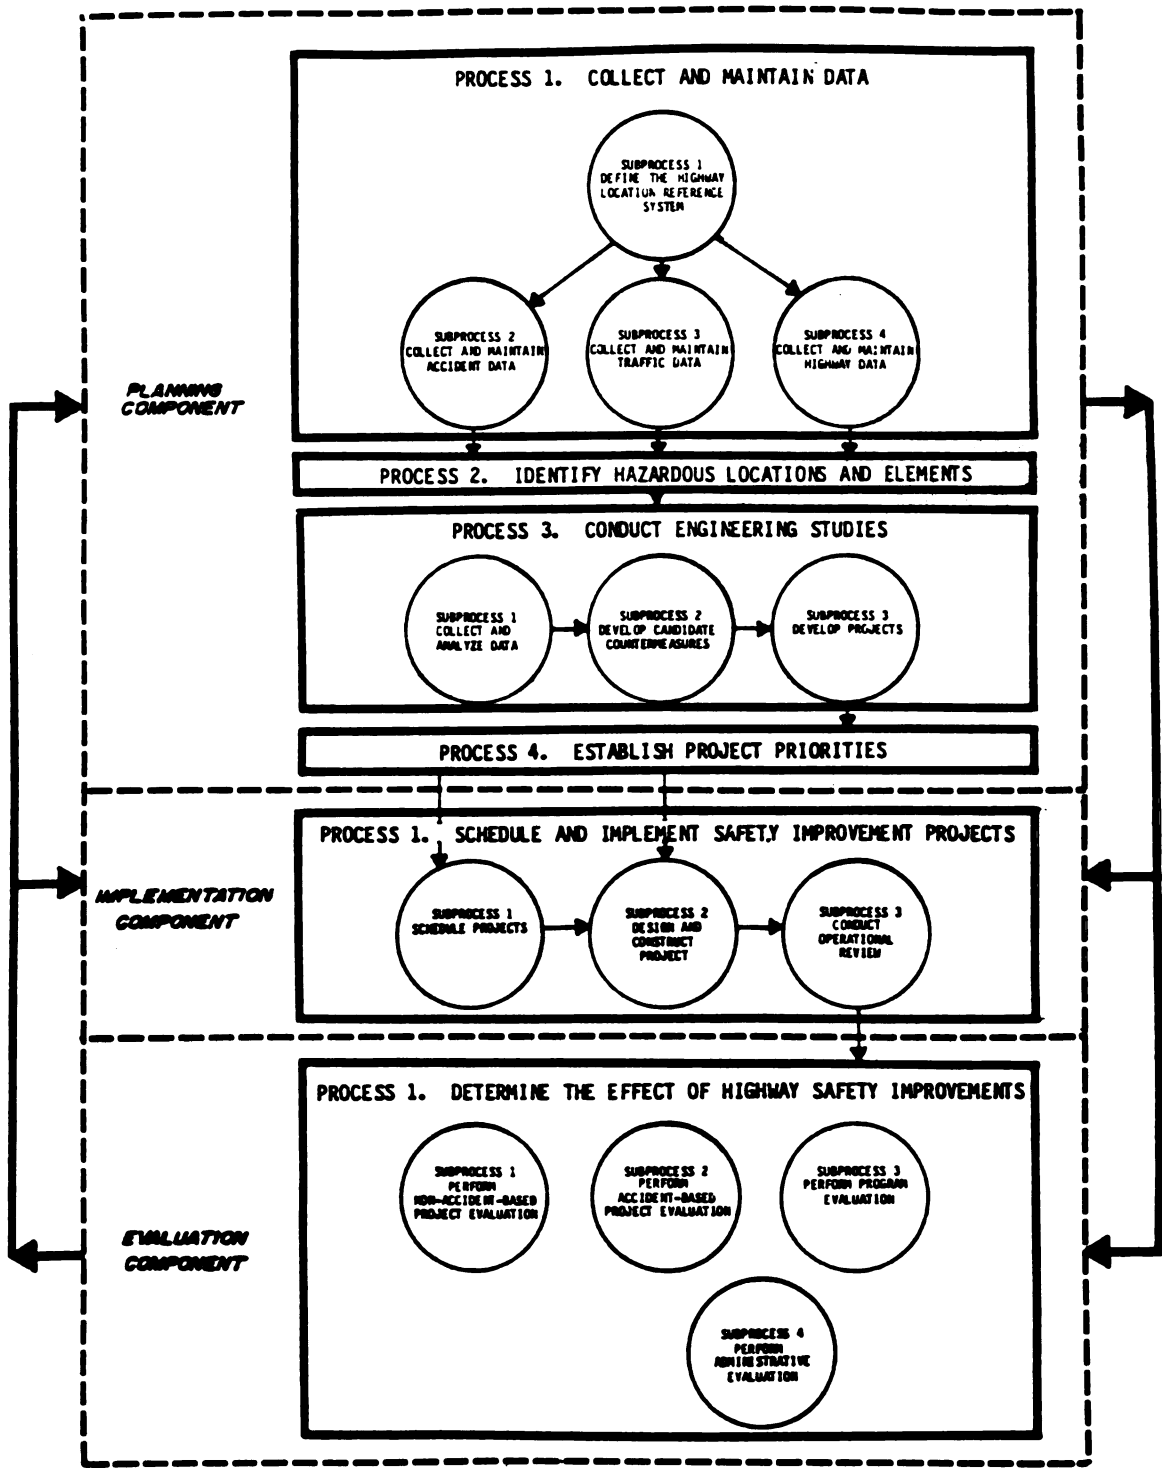 PROCESS 1. COLLECT AND MAINTAIN DATA
SUBPROCESS 1
DEFINE THE HIGHWAY
LOCATION REFERENCE
SYSTEM
SUBPROCESS 2
COLLECT AND MAINTAIN
ACCIDENT DATA
SUBPROCESS 3
COLLECT AND MAINTAIN
TRAFFIC DATA
SUBPROCESS 4
COLLECT AND MAINTAIN
HIGHWAY DATA
PLANNING
COMPONENT
PROCESS 2. IDENTIFY HAZARDOUS LOCATIONS AND ELEMENTS
PROCESS 3. CONDUCT ENGINEERING STUDIES
SUBPROCESS 1
COLLECT AND
ANALYZE DATA
SUBPROCESS 2
DEVELOP CANDIDATE
COUNTERMEASURES
SUBPROCESS 3
DEVELOP PROJECTS
PROCESS 4. ESTABLISH PROJECT PRIORITIES
PROCESS 1. SCHEDULE AND IMPLEMENT SAFETY IMPROVEMENT PROJECTS
IMPLEMENTATION
COMPONENT
SUBPROCESS 1
SCHEDULE PROJECTS
SUBPROCESS 2
DESIGN AND
CONSTRUCT
PROJECT
SUBPROCESS 3
CONDUCT
OPERATIONAL
REVIEW
PROCESS 1. DETERMINE THE EFFECT OF HIGHWAY SAFETY IMPROVEMENTS
SUBPROCESS 1
PERFORM
NON-ACCIDENT-BASED
PROJECT EVALUATION
SUBPROCESS 2
PERFORM
ACCIDENT-BASED
PROJECT EVALUATION
SUBPROCESS 3
PERFORM PROGRAM
EVALUATION
EVALUATION
COMPONENT
SUBPROCESS 4
PERFORM
ADMINISTRATIVE
EVALUATION